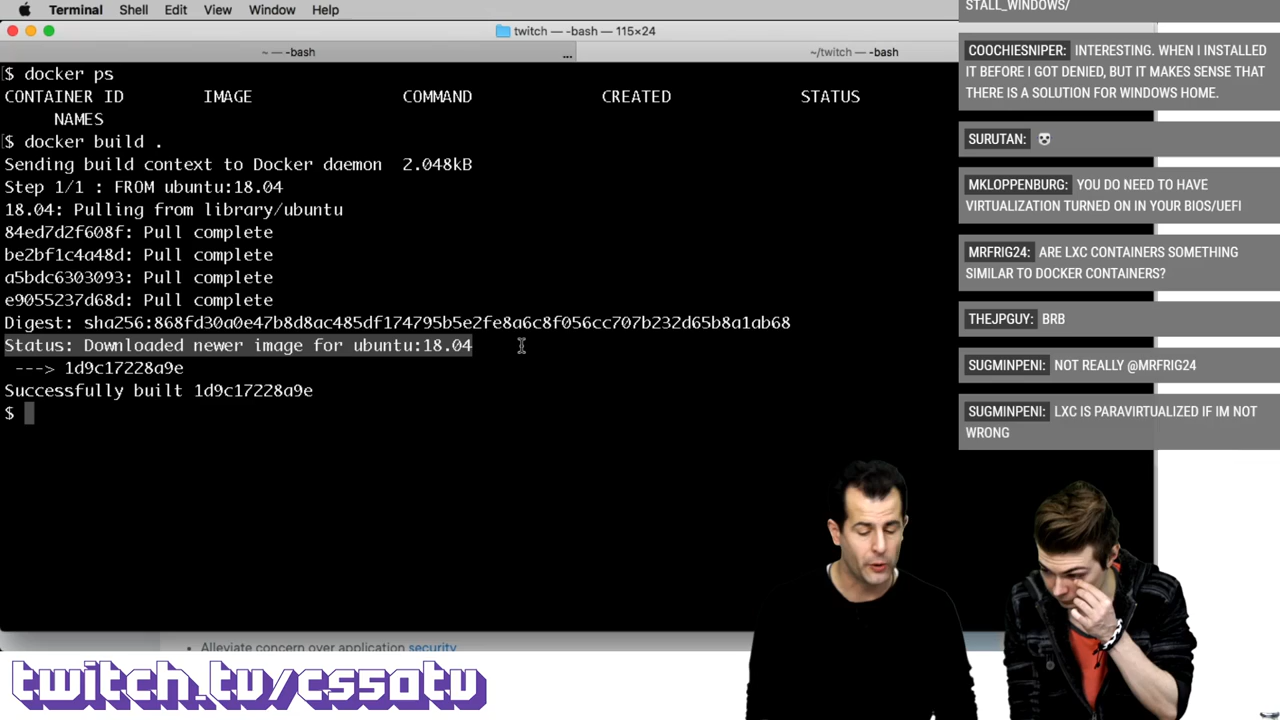 Terminal Shell Edit View Window Help
twitch — -bash — 115×24
~ — -bash
...
~/twitch — -bash
$ docker ps
CONTAINER ID IMAGE COMMAND CREATED STATUS
NAMES
$ docker build .
Sending build context to Docker daemon 2.048kB
Step 1/1 : FROM ubuntu:18.04
18.04: Pulling from library/ubuntu
84ed7d2f608f: Pull complete
be2bf1c4a48d: Pull complete
a5bdc6303093: Pull complete
e9055237d68d: Pull complete
Digest: sha256:868fd30a0e47b8d8ac485df174795b5e2fe8a6c8f056cc707b232d65b8a1ab68
Status: Downloaded newer image for ubuntu:18.04
---> 1d9c17228a9e
Successfully built 1d9c17228a9e
$
• Alleviate concern over application security
twitch.tv/cs50tv
STALL_WINDOWS/
COOCHIESNIPER: INTERESTING. WHEN I INSTALLED
IT BEFORE I GOT DENIED, BUT IT MAKES SENSE THAT
THERE IS A SOLUTION FOR WINDOWS HOME.
SURUTAN:
MKLOPPENBURG: YOU DO NEED TO HAVE
VIRTUALIZATION TURNED ON IN YOUR BIOS/UEFI
MRFRIG24: ARE LXC CONTAINERS SOMETHING
SIMILAR TO DOCKER CONTAINERS?
THEJPGUY: BRB
SUGMINPENI: NOT REALLY @MRFRIG24
SUGMINPENI: LXC IS PARAVIRTUALIZED IF IM NOT
WRONG